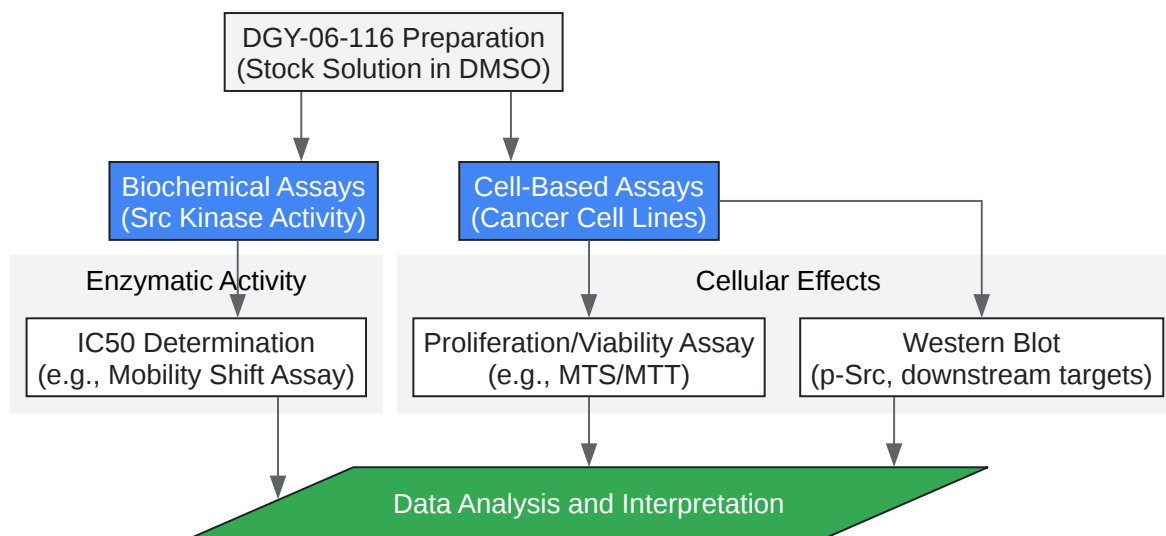 DGY-06-116 Preparation
(Stock Solution in DMSO)
Biochemical Assays
(Src Kinase Activity)
Cell-Based Assays
(Cancer Cell Lines)
Enzymatic Activity
Cellular Effects
IC50 Determination
(e.g., Mobility Shift Assay)
Proliferation/Viability Assay
(e.g., MTS/MTT)
Western Blot
(p-Src, downstream targets)
Data Analysis and Interpretation